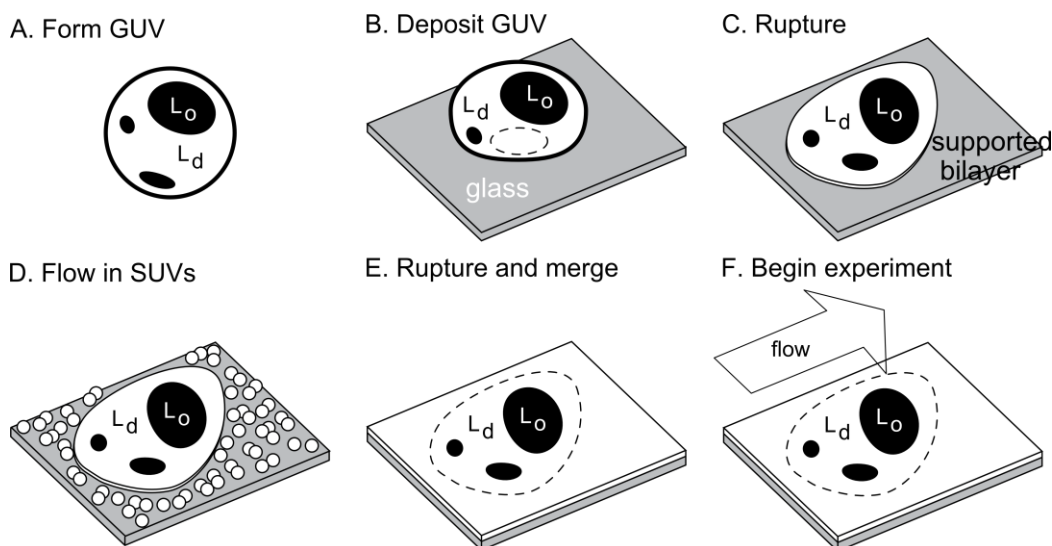 A. Form GUV
B. Deposit GUV
C. Rupture
Lo
Ld
Ld
Lo
glass
Ld
Lo
supported
bilayer
D. Flow in SUVs
E. Rupture and merge
F. Begin experiment
flow
Ld
Lo
Ld
Lo
Ld
Lo